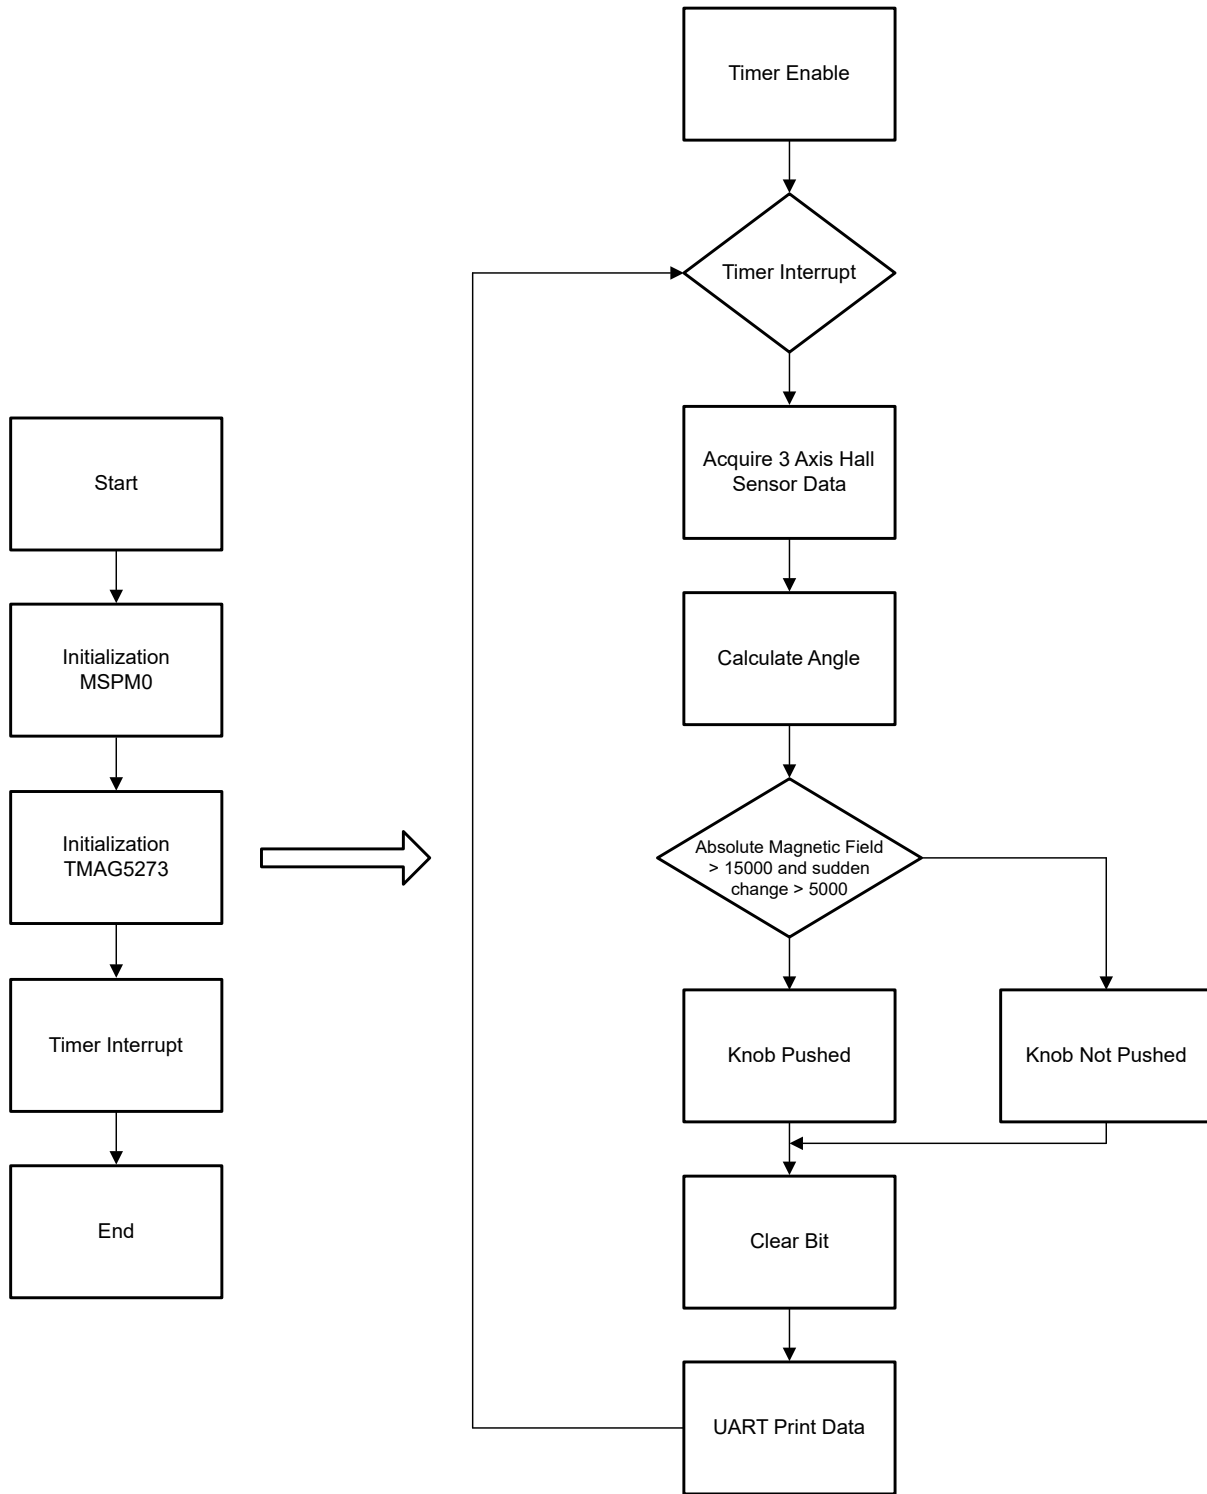 Start
Initialization
MSPM0
Initialization
TMAG5273
Timer Interrupt
End
Timer Enable
Timer Interrupt
Acquire 3 Axis Hall
Sensor Data
Calculate Angle
Absolute Magnetic Field
> 15000 and sudden
change > 5000
Knob Pushed
Knob Not Pushed
Clear Bit
UART Print Data